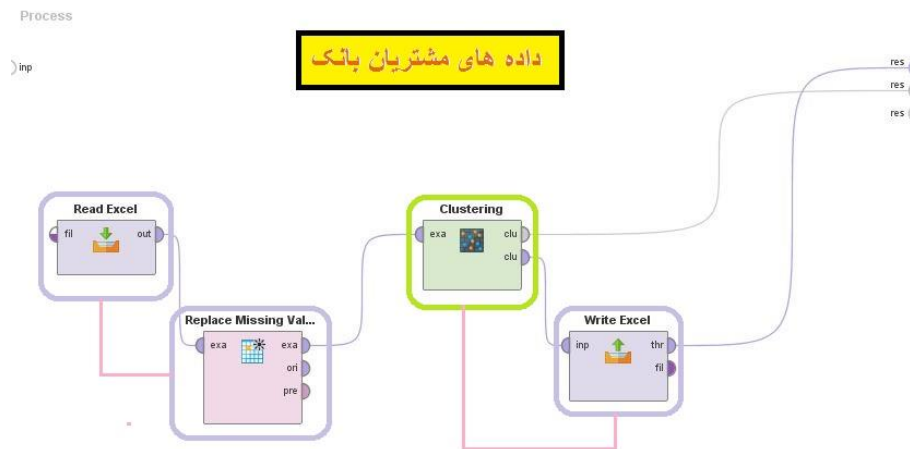 Process
inp
داده های مشتریان بانک
res
res
res
Read Excel
fil
out
Replace Missing Val...
exa
exa
ori
pre
Clustering
exa
clu
clu
Write Excel
inp
thr
fil